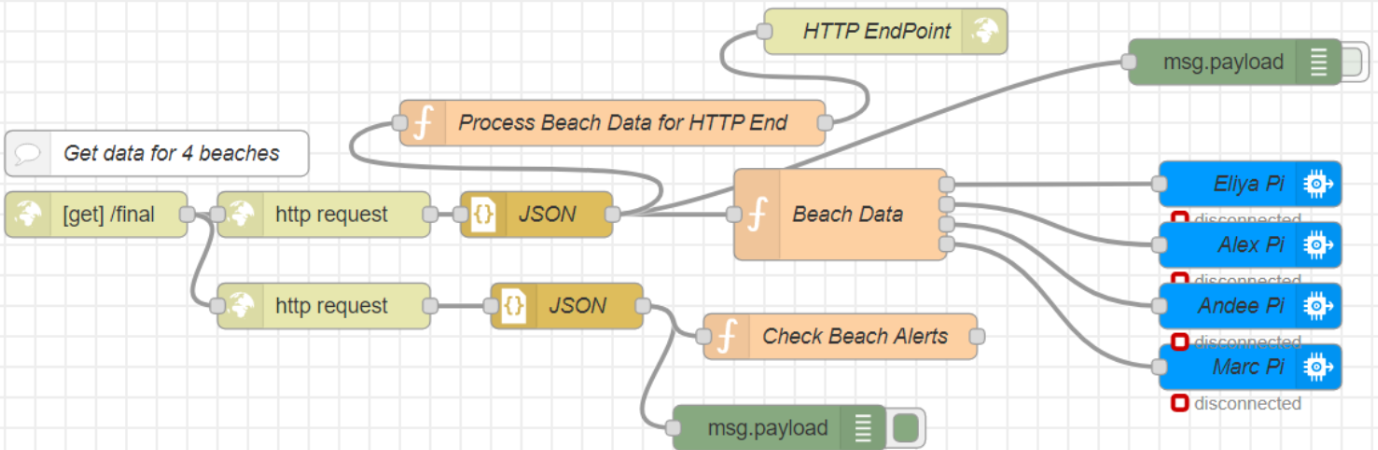 HTTP EndPoint
msg.payload
Process Beach Data for HTTP End
Get data for 4 beaches
[get] /final
http request
JSON
Beach Data
Eliya Pi
disconnected
Alex Pi
disconnected
http request
JSON
Andee Pi
disconnected
Check Beach Alerts
Marc Pi
disconnected
msg.payload